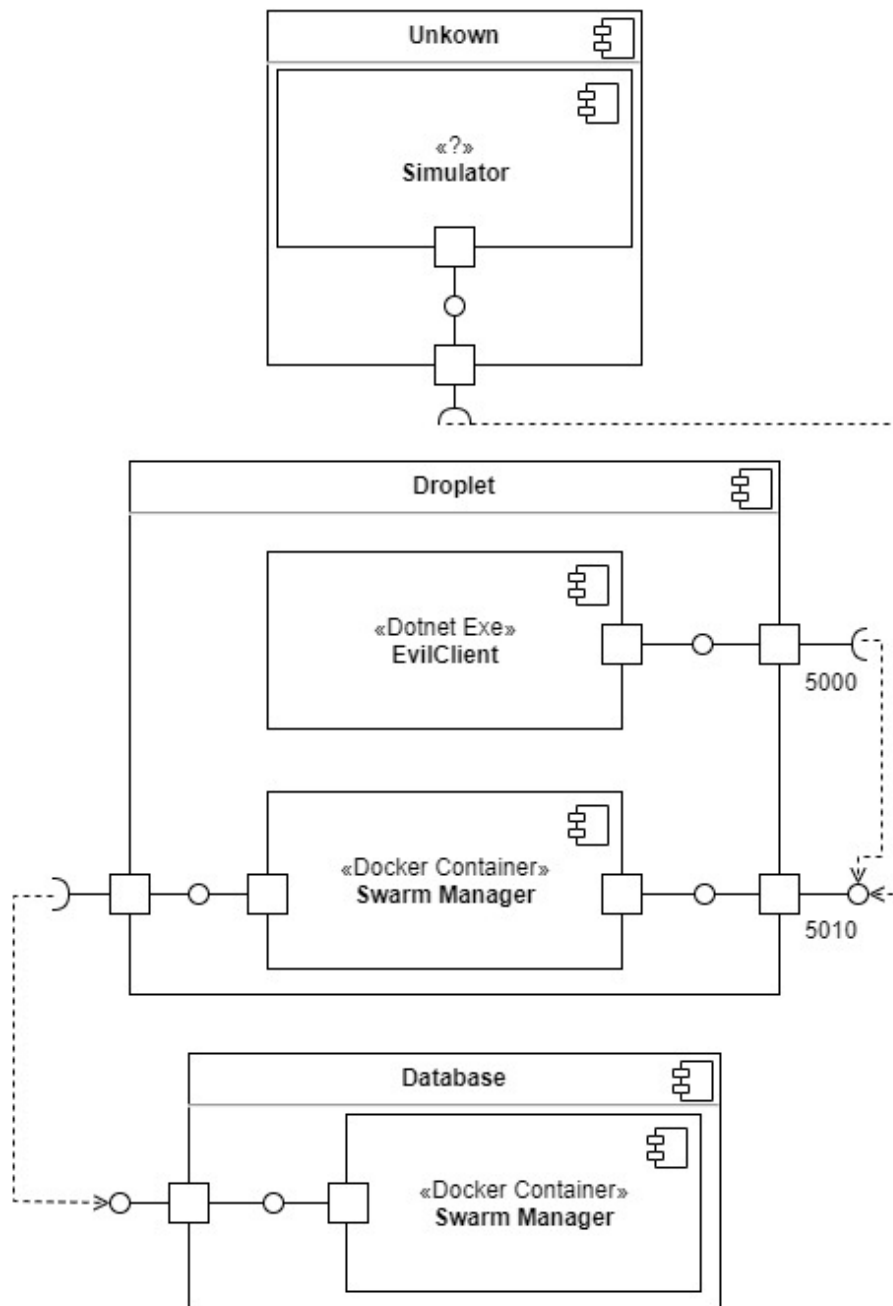 Unkown
«?»
Simulator
Droplet
«Dotnet Exe»
EvilClient
5000
«Docker Container»
Swarm Manager
5010
Database
«Docker Container»
Swarm Manager